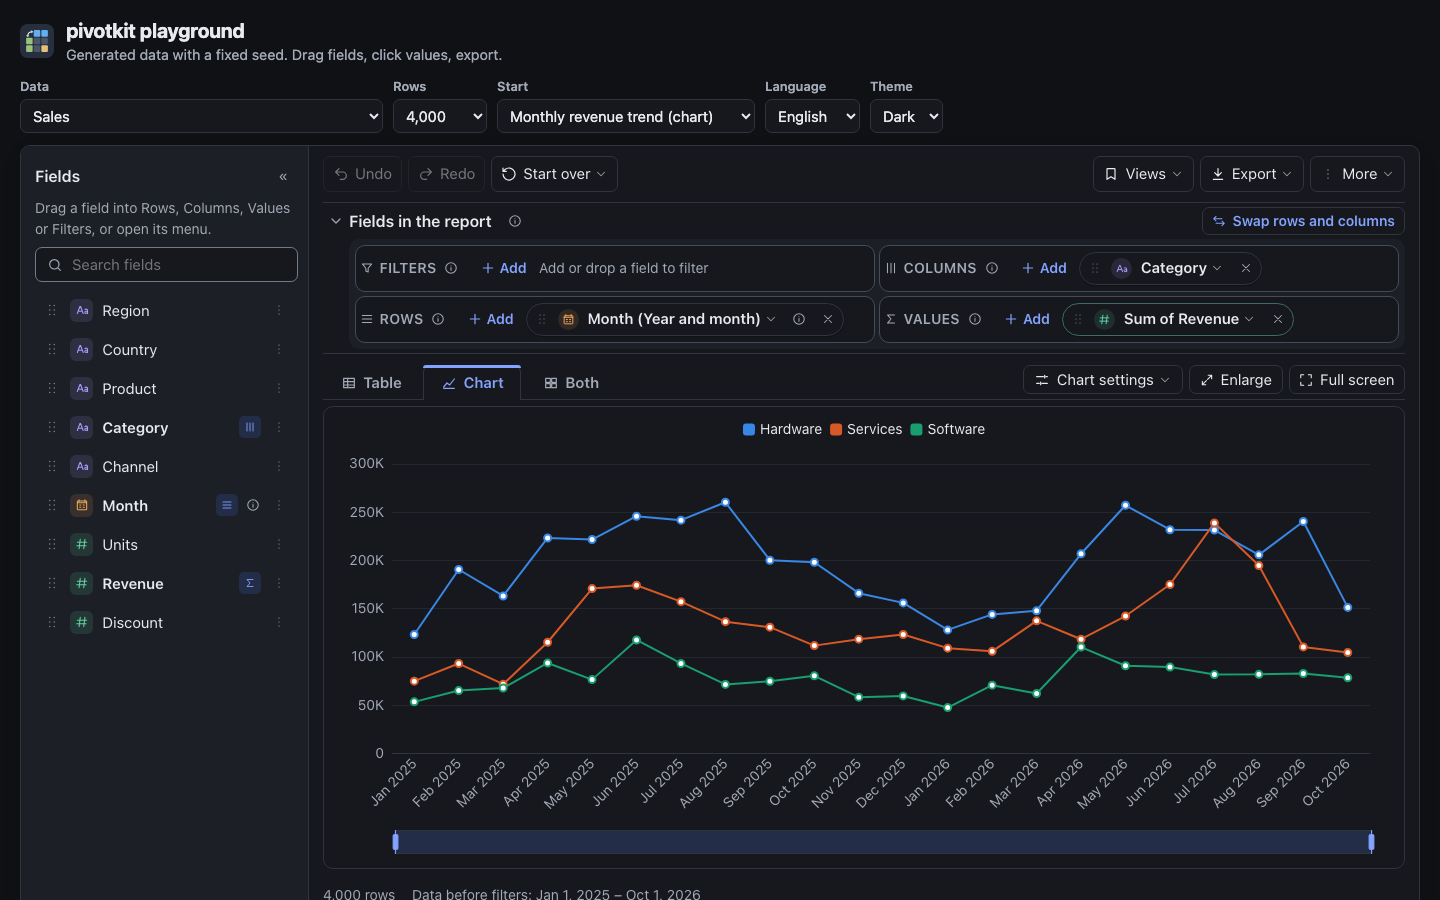 pivotkit playground
Generated data with a fixed seed. Drag fields, click values, export.
Data
Rows
Start
Language
Theme
Sales
4,000
Monthly revenue trend (chart)
English
Dark
Fields
«
Drag a field into Rows, Columns, Values
or Filters, or open its menu.
Search fields
Aa Region
Aa Country
Aa Product
Aa Category
Aa Channel
Month
# Units
# Revenue Σ
# Discount
Undo
Redo
Start over
Views
Export
More
Fields in the report
Swap rows and columns
FILTERS
+ Add
Add or drop a field to filter
COLUMNS
+ Add
Aa Category
ROWS
+ Add
Month (Year and month)
Σ VALUES
+ Add
# Sum of Revenue
Table
Chart
Both
Chart settings
Enlarge
Full screen
Hardware
Services
Software
300K
250K
200K
150K
100K
50K
0
Jan 2025
Feb 2025
Mar 2025
Apr 2025
May 2025
Jun 2025
Jul 2025
Aug 2025
Sep 2025
Oct 2025
Nov 2025
Dec 2025
Jan 2026
Feb 2026
Mar 2026
Apr 2026
May 2026
Jun 2026
Jul 2026
Aug 2026
Sep 2026
Oct 2026
4,000 rows
Data before filters: Jan 1, 2025 – Oct 1, 2026